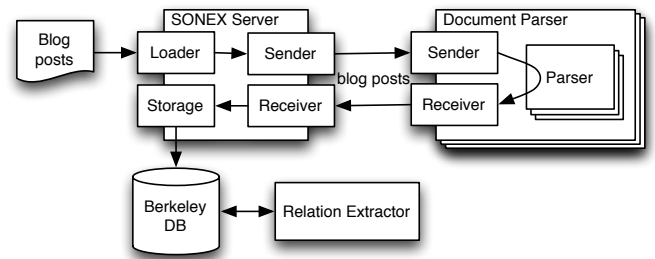 SONEX Server
Document Parser
Blog
posts
Loader
Sender
Sender
Parser
blog posts
Storage
Receiver
Receiver
Berkeley
DB
Relation Extractor